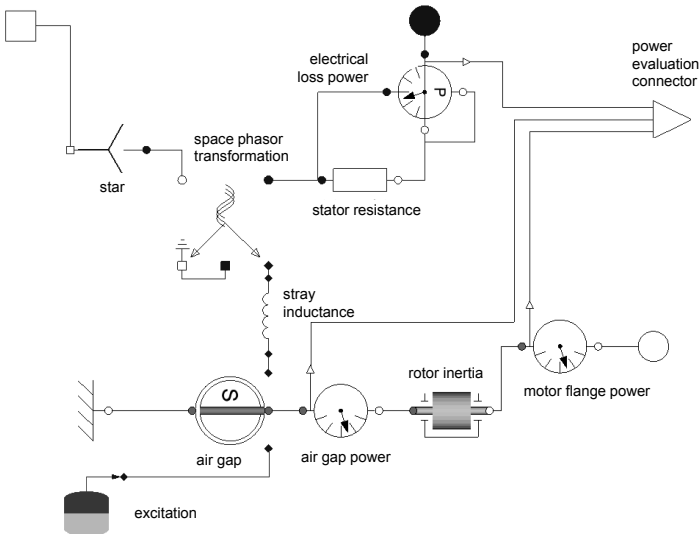 electrical
loss power
power
evaluation
connector
P
space phasor
transformation
star
stator resistance
stray
inductance
rotor inertia
motor flange power
S
air gap
air gap power
excitation